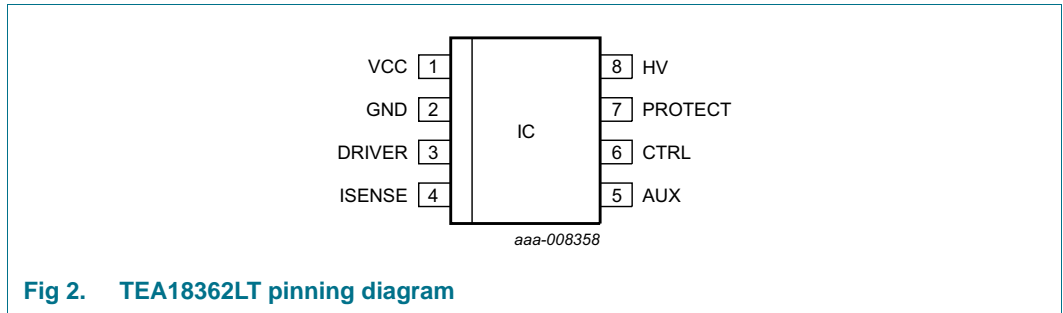 VCC 1 8 HV
GND 2 7 PROTECT
IC
DRIVER 3 6 CTRL
ISENSE 4 5 AUX
aaa-008358
Fig 2. TEA18362LT pinning diagram